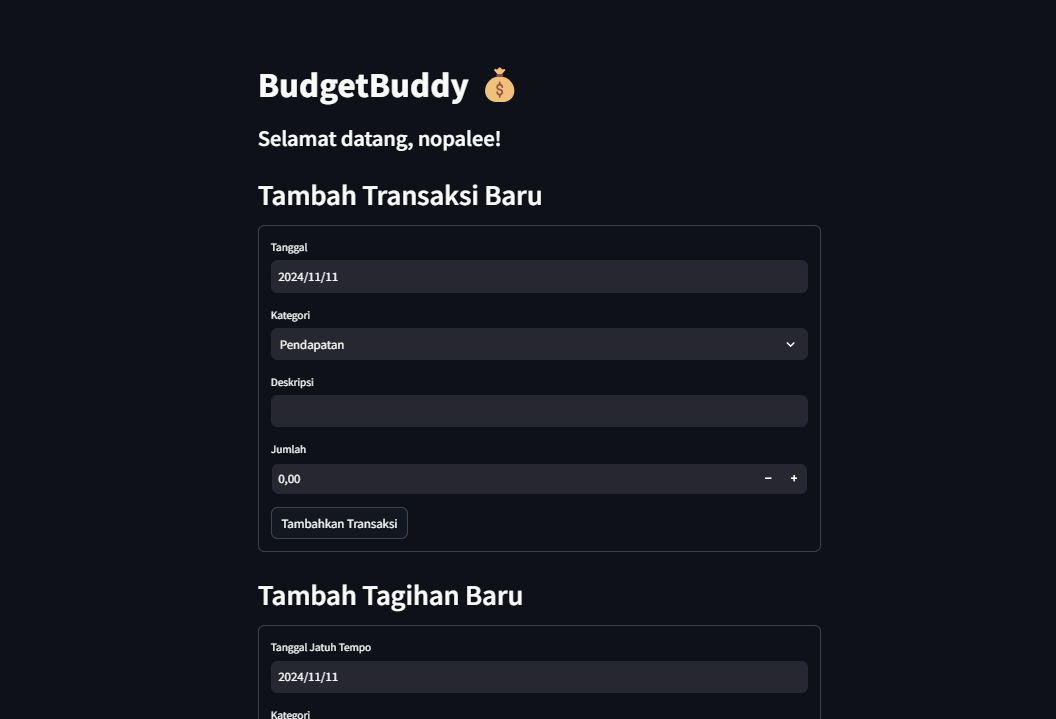 BudgetBuddy 💰
Selamat datang, nopalee!
Tambah Transaksi Baru
Tanggal
2024/11/11
Kategori
Pendapatan
Deskripsi
Jumlah
0,00
Tambahkan Transaksi
Tambah Tagihan Baru
Tanggal Jatuh Tempo
2024/11/11
Kategori